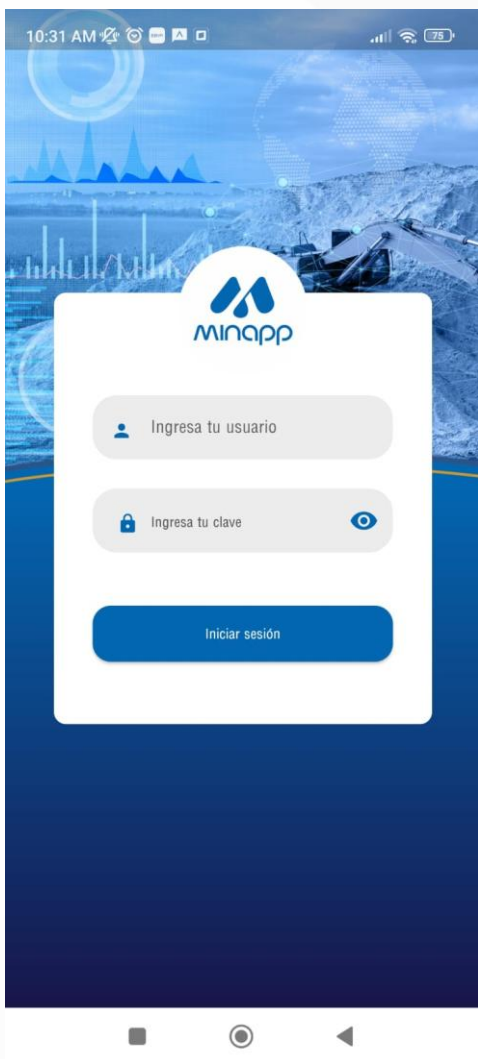 10:31 AM
75
minapp
Ingresa tu usuario
Ingresa tu clave
Iniciar sesión